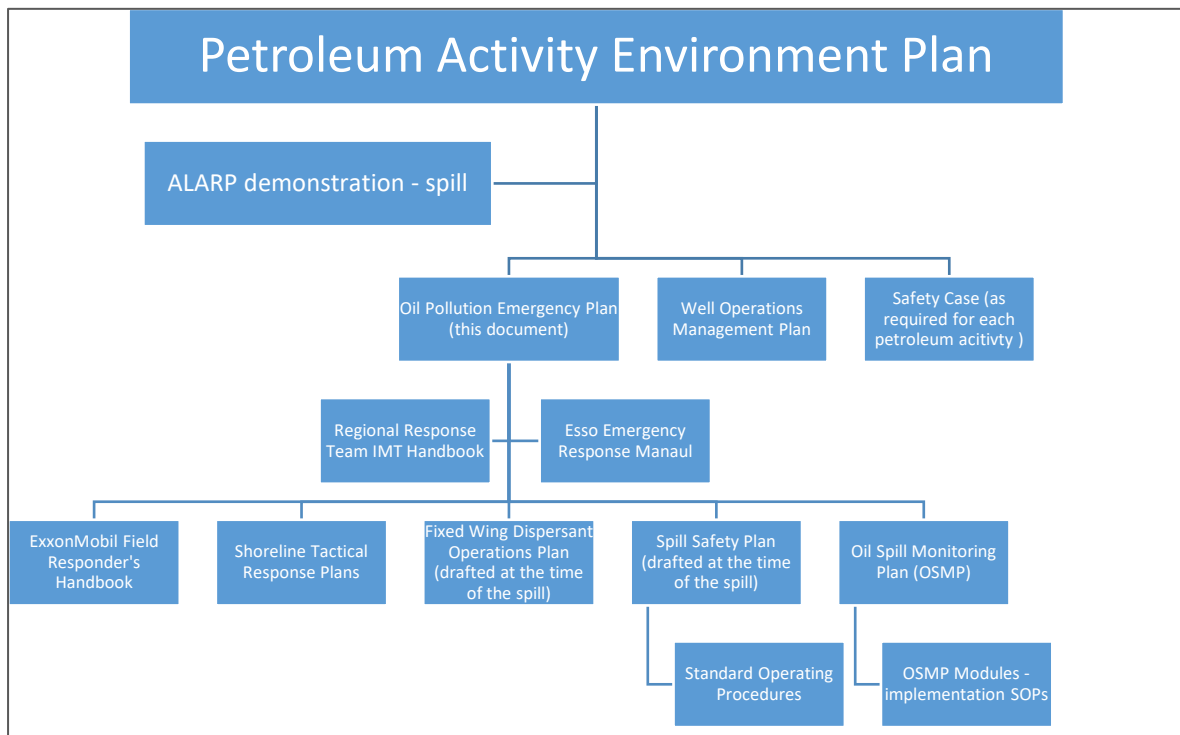 Petroleum Activity Environment Plan
ALARP demonstration - spill
Oil Pollution Emergency Plan
(this document)
Well Operations
Management Plan
Safety Case (as
required for each
petroleum acitivty )
Regional Response
Team IMT Handbook
Esso Emergency
Response Manaul
ExxonMobil Field
Responder's
Handbook
Shoreline Tactical
Response Plans
Fixed Wing Dispersant
Operations Plan
(drafted at the time
of the spill)
Spill Safety Plan
(drafted at the time
of the spill)
Oil Spill Monitoring
Plan (OSMP)
Standard Operating
Procedures
OSMP Modules -
implementation SOPs